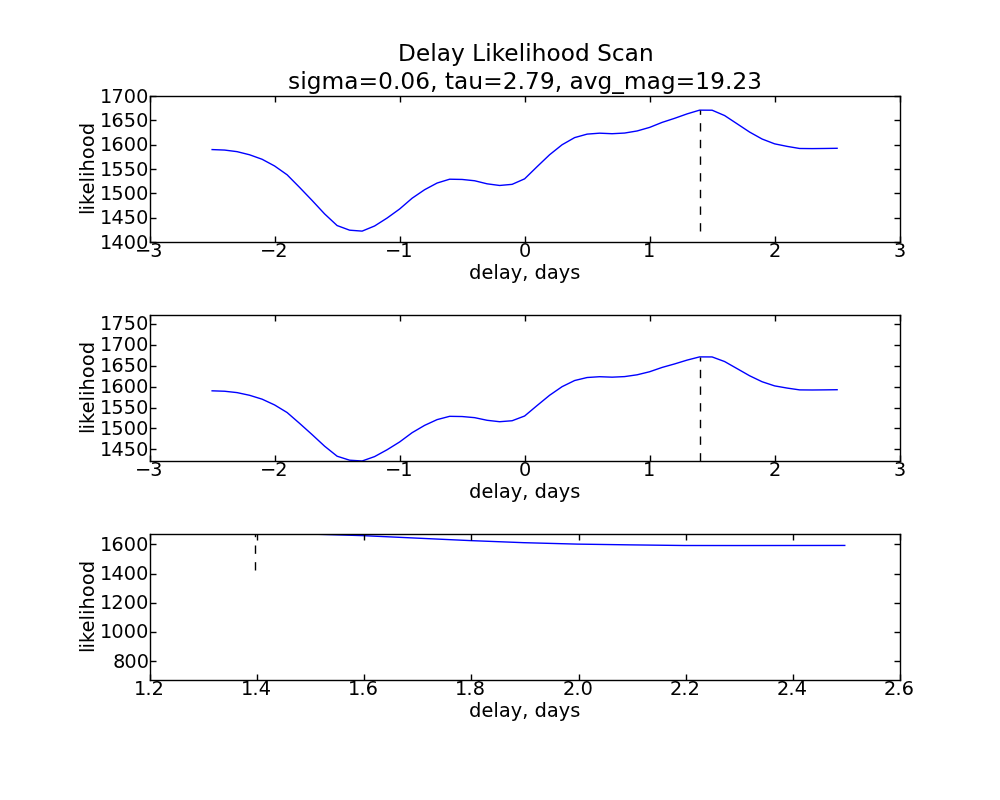 Delay Likelihood Scan
sigma=0.06, tau=2.79, avg_mag=19.23
1700
1650
1600
1550
1500
1450
1400
likelihood
−3 −2 −1 0 1 2 3
delay, days
1750
1700
1650
1600
1550
1500
1450
likelihood
−3 −2 −1 0 1 2 3
delay, days
1600
1400
1200
1000
800
likelihood
1.2 1.4 1.6 1.8 2.0 2.2 2.4 2.6
delay, days